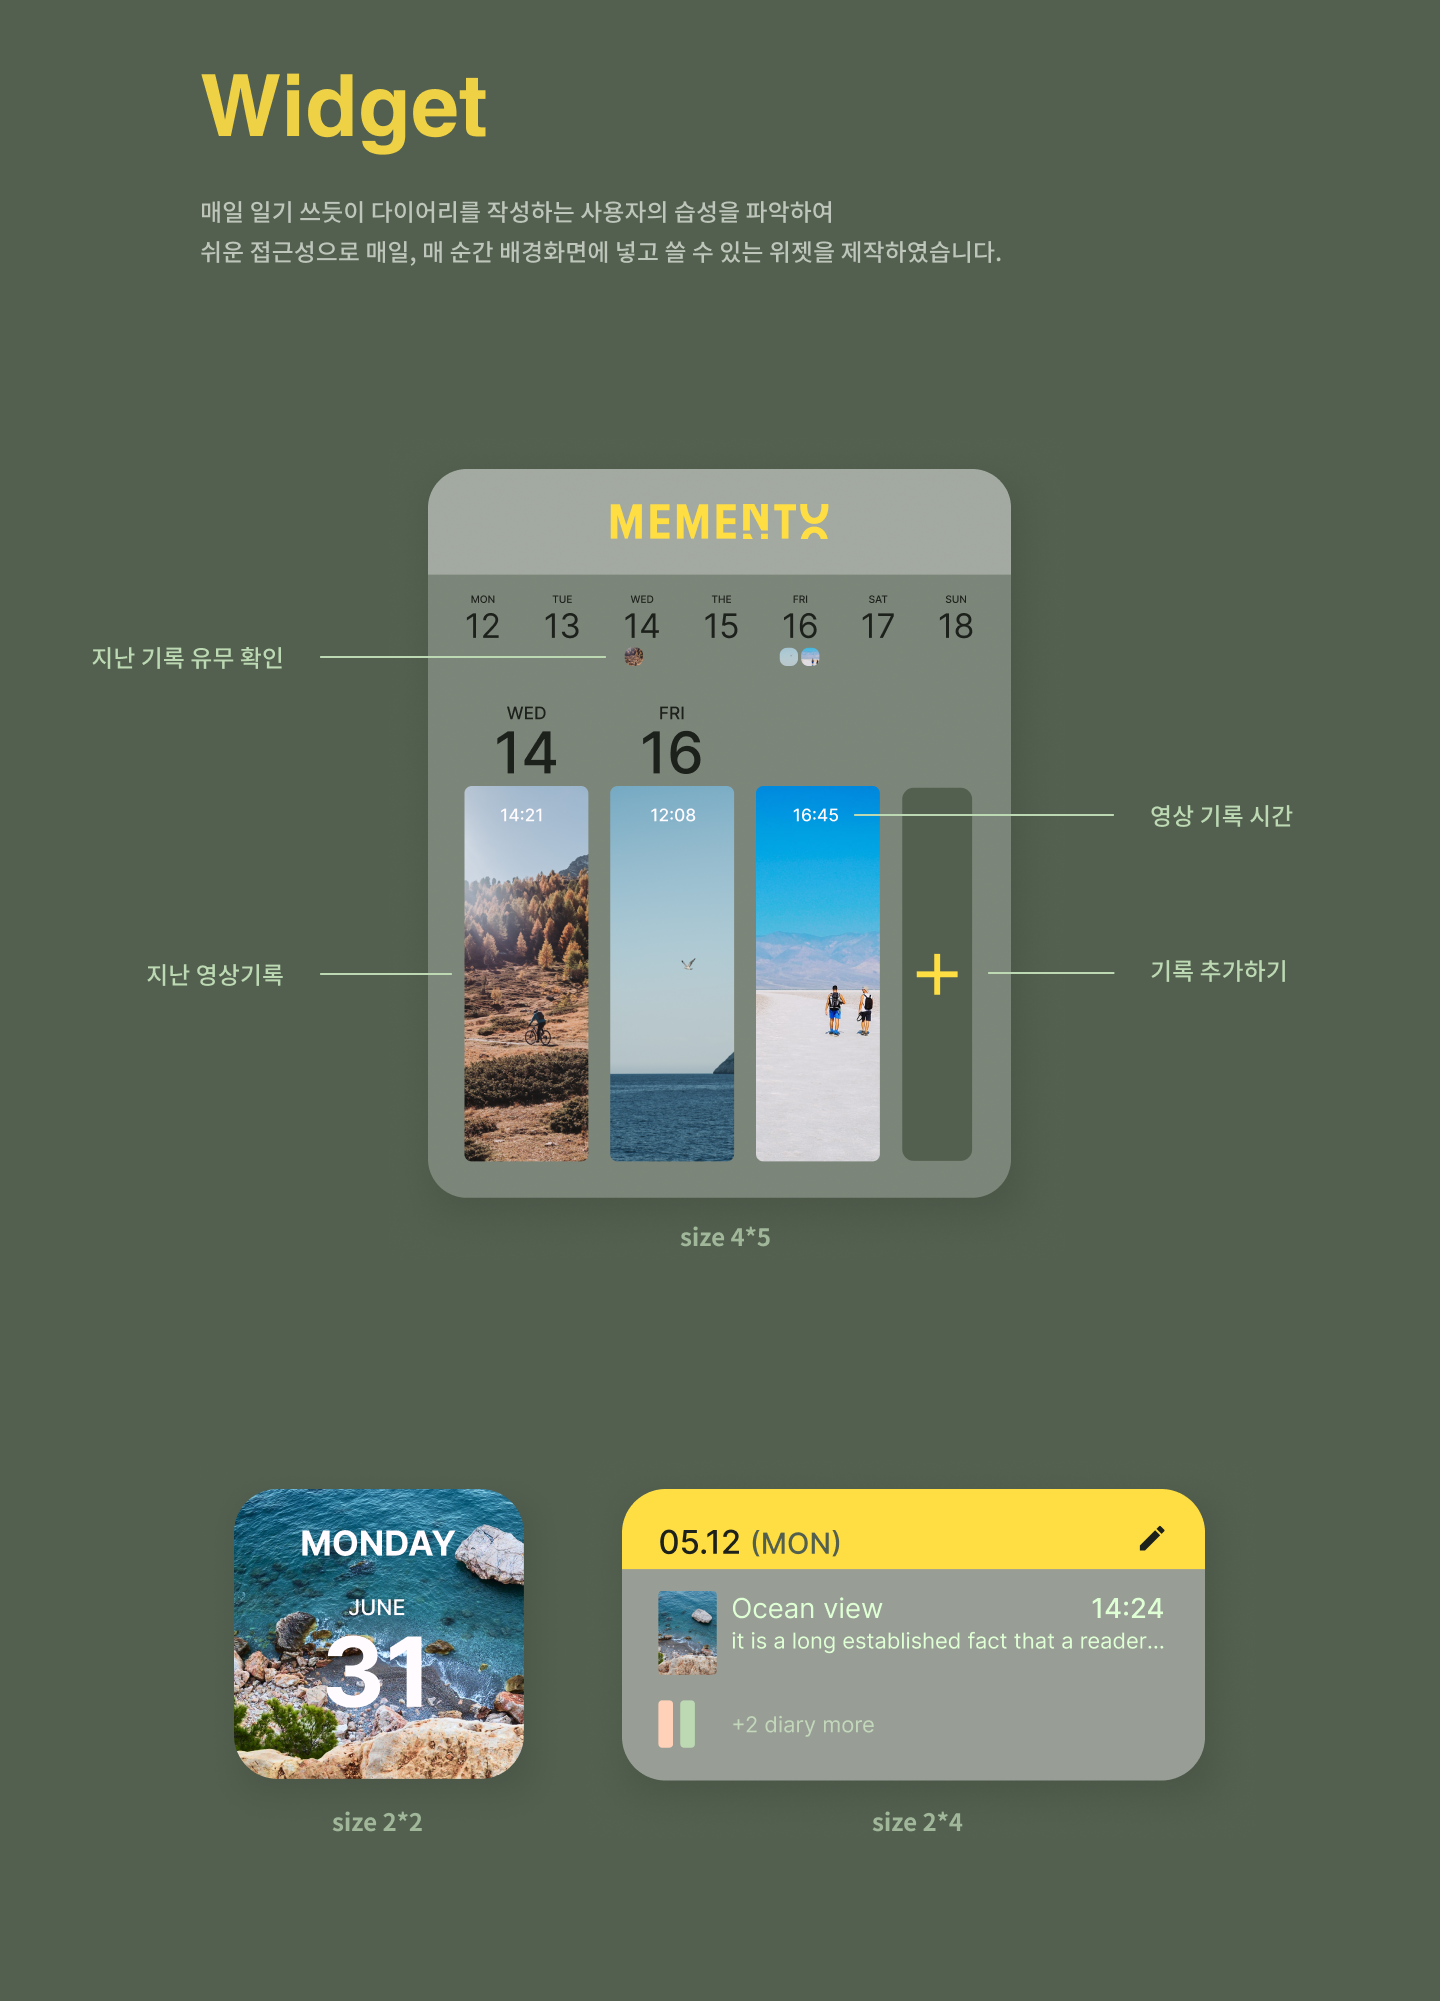 Widget
매일 일기 쓰듯이 다이어리를 작성하는 사용자의 습성을 파악하여
쉬운 접근성으로 매일, 매 순간 배경화면에 넣고 쓸 수 있는 위젯을 제작하였습니다.
MEMENTO
MON TUE WED THE FRI SAT SUN
12 13 14 15 16 17 18
지난 기록 유무 확인
WED FRI
14 16
14:21 12:08 16:45
영상 기록 시간
지난 영상기록
+
기록 추가하기
size 4*5
MONDAY
JUNE
31
size 2*2
05.12 (MON)
Ocean view 14:24
it is a long established fact that a reader...
+2 diary more
size 2*4